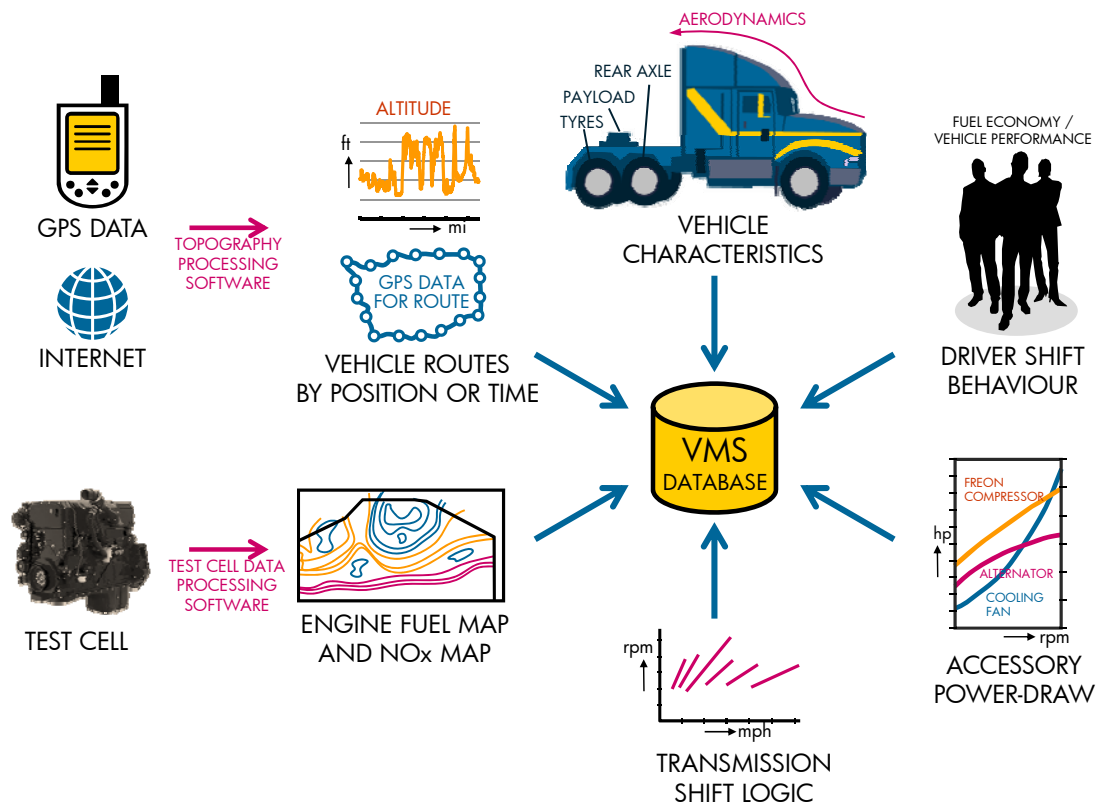 AERODYNAMICS
REAR AXLE
PAYLOAD
TYRES
ALTITUDE
ft
mi
GPS DATA
TOPOGRAPHY
PROCESSING
SOFTWARE
INTERNET
GPS DATA
FOR ROUTE
VEHICLE ROUTES
BY POSITION OR TIME
VEHICLE
CHARACTERISTICS
FUEL ECONOMY /
VEHICLE PERFORMANCE
DRIVER SHIFT
BEHAVIOUR
VMS
DATABASE
TEST CELL
TEST CELL DATA
PROCESSING
SOFTWARE
ENGINE FUEL MAP
AND NOx MAP
rpm
mph
TRANSMISSION
SHIFT LOGIC
FREON
COMPRESSOR
hp
ALTERNATOR
COOLING
FAN
rpm
ACCESSORY
POWER-DRAW